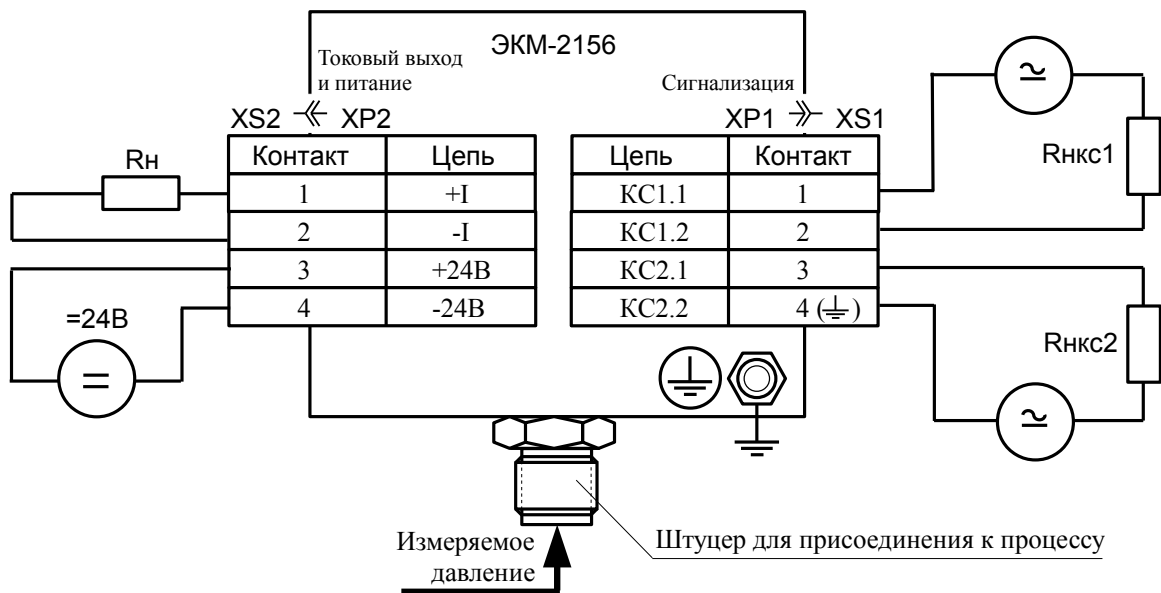 ЭКМ-2156
Токовый выход
и питание
Сигнализация
XS2
XP2
XP1
XS1
Rн
Контакт Цепь
1 +I
2 -I
3 +24В
4 -24В
=24В
Цепь Контакт
КС1.1 1
КС1.2 2
КС2.1 3
КС2.2 4 (⏚)
Rнкс1
Rнкс2
Измеряемое
давление
Штуцер для присоединения к процессу